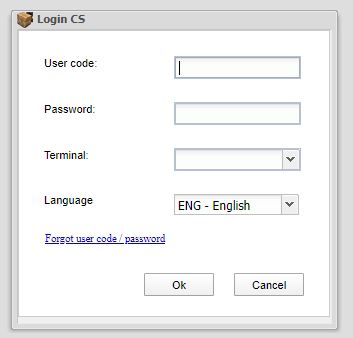 Login CS
User code:
Password:
Terminal:
Language
ENG - English
Forgot user code / password
Ok
Cancel